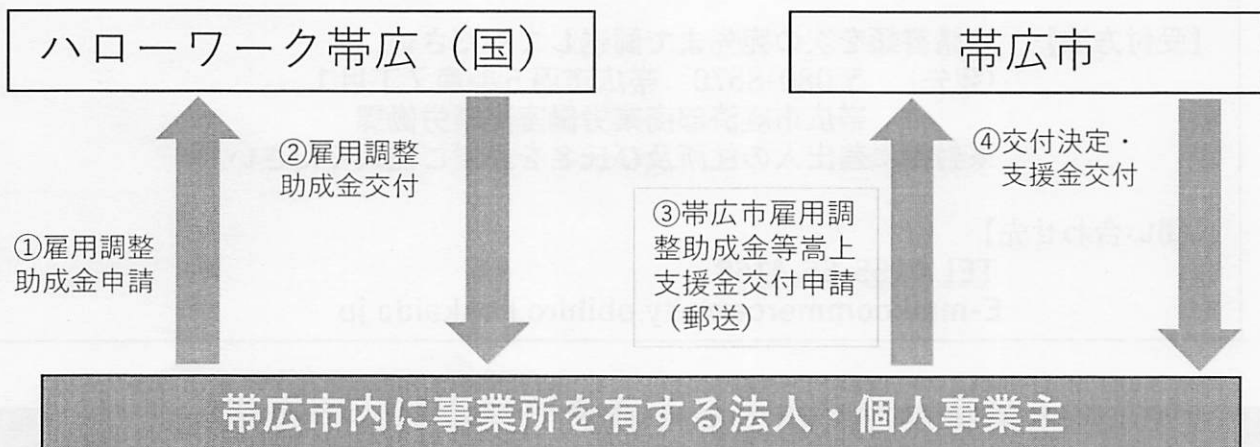 ハローワーク帯広（国）
帯広市
①雇用調整
助成金申請
②雇用調整
助成金交付
③帯広市雇用調
整助成金等嵩上
支援金交付申請
（郵送）
④交付決定・
支援金交付
帯広市内に事業所を有する法人・個人事業主